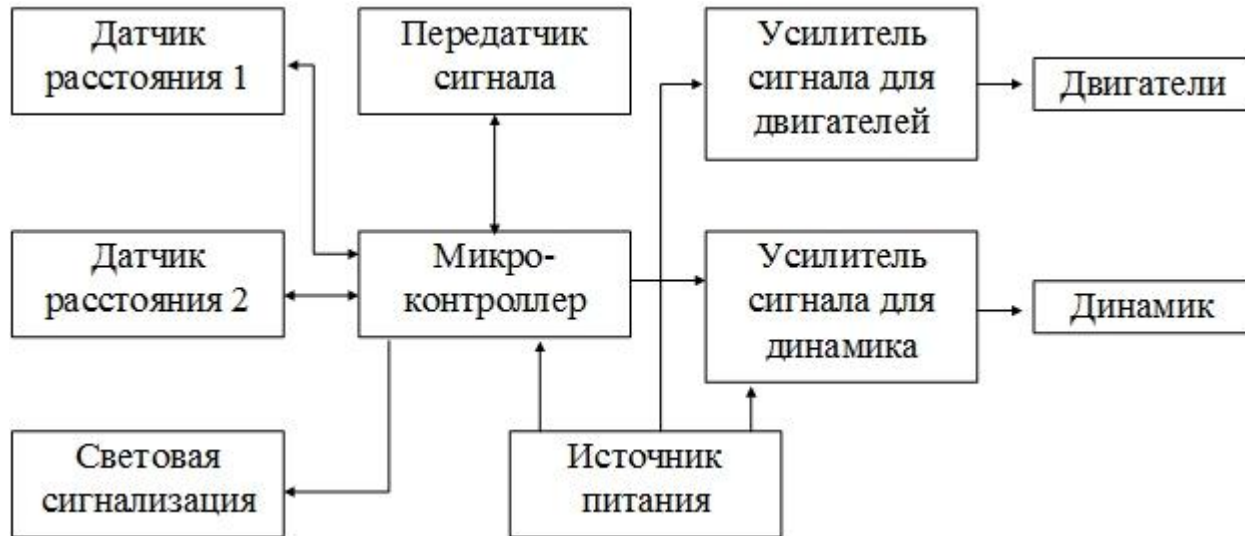 Датчик
расстояния 1
Передатчик
сигнала
Усилитель
сигнала для
двигателей
Двигатели
Датчик
расстояния 2
Микро-
контроллер
Усилитель
сигнала для
динамика
Динамик
Световая
сигнализация
Источник
питания